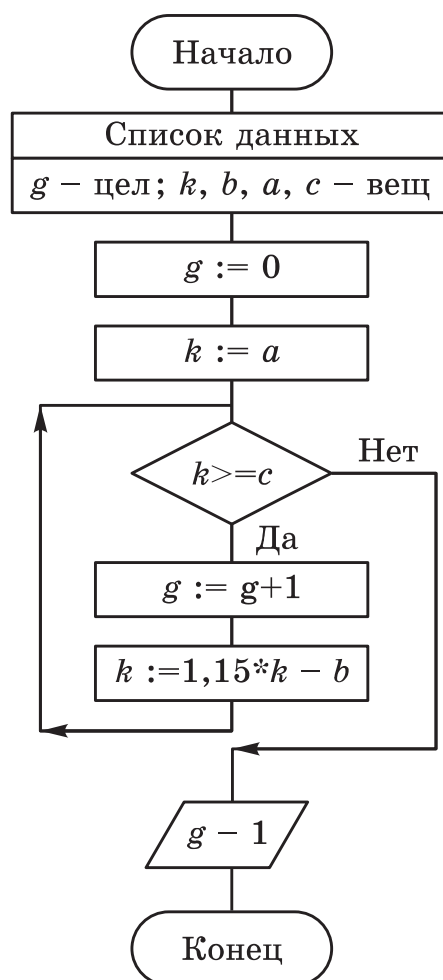 Начало
Список данных
g – цел; k, b, a, c – вещ
g := 0
k := a
k>=c
Нет
Да
g := g+1
k :=1,15*k – b
g – 1
Конец